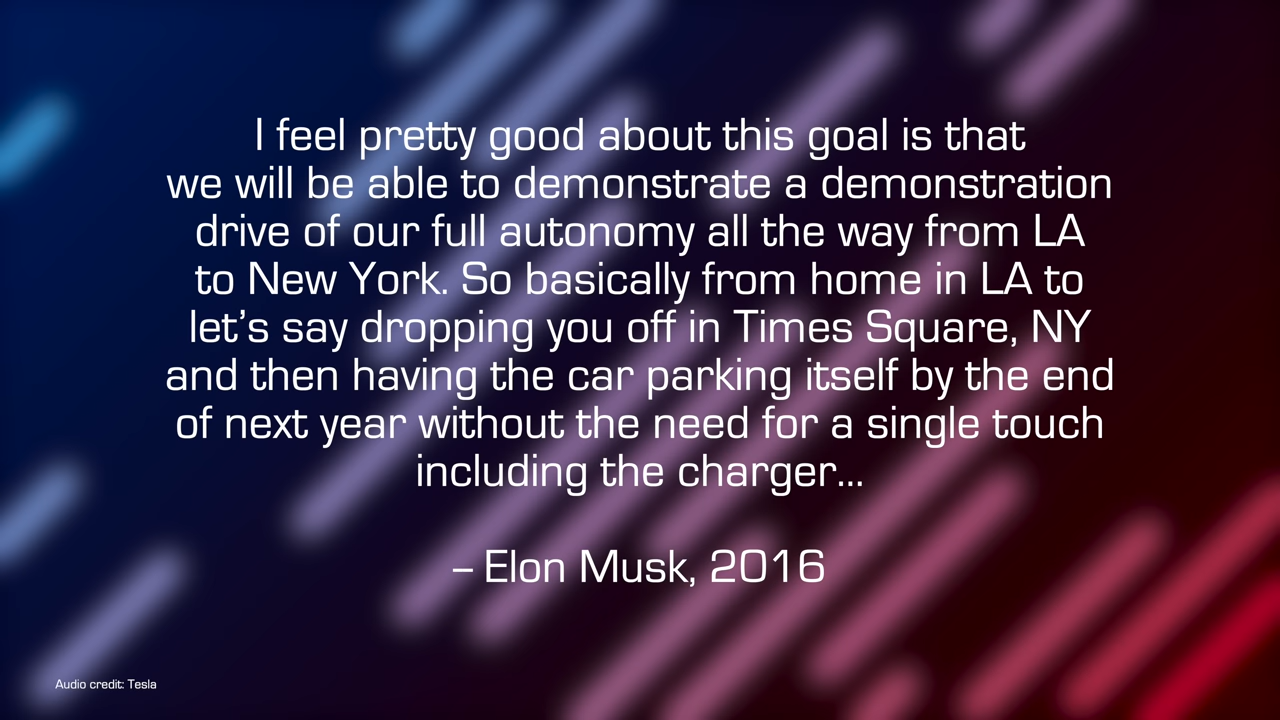 I feel pretty good about this goal is that
we will be able to demonstrate a demonstration
drive of our full autonomy all the way from LA
to New York. So basically from home in LA to
let’s say dropping you off in Times Square, NY
and then having the car parking itself by the end
of next year without the need for a single touch
including the charger...
– Elon Musk, 2016
Audio credit: Tesla